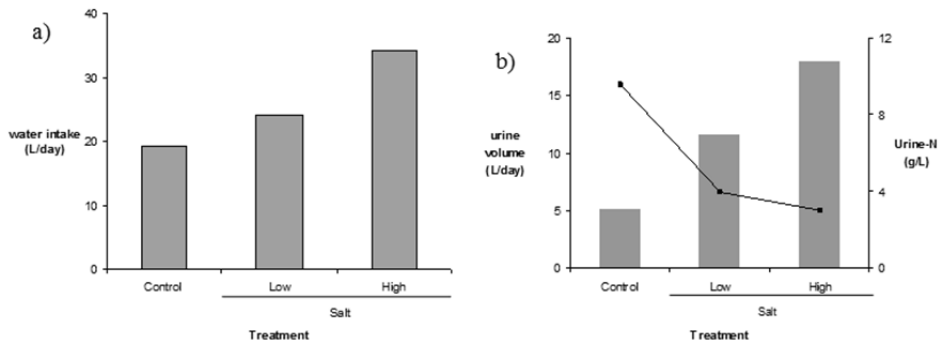 a)
40
30
20
10
0
water intake
(L/day)
Control
Low
High
Salt
Treatment
b)
20
15
10
5
0
urine
volume
(L/day)
12
8
4
0
Urine-N
(g/L)
Control
Low
High
Salt
Treatment